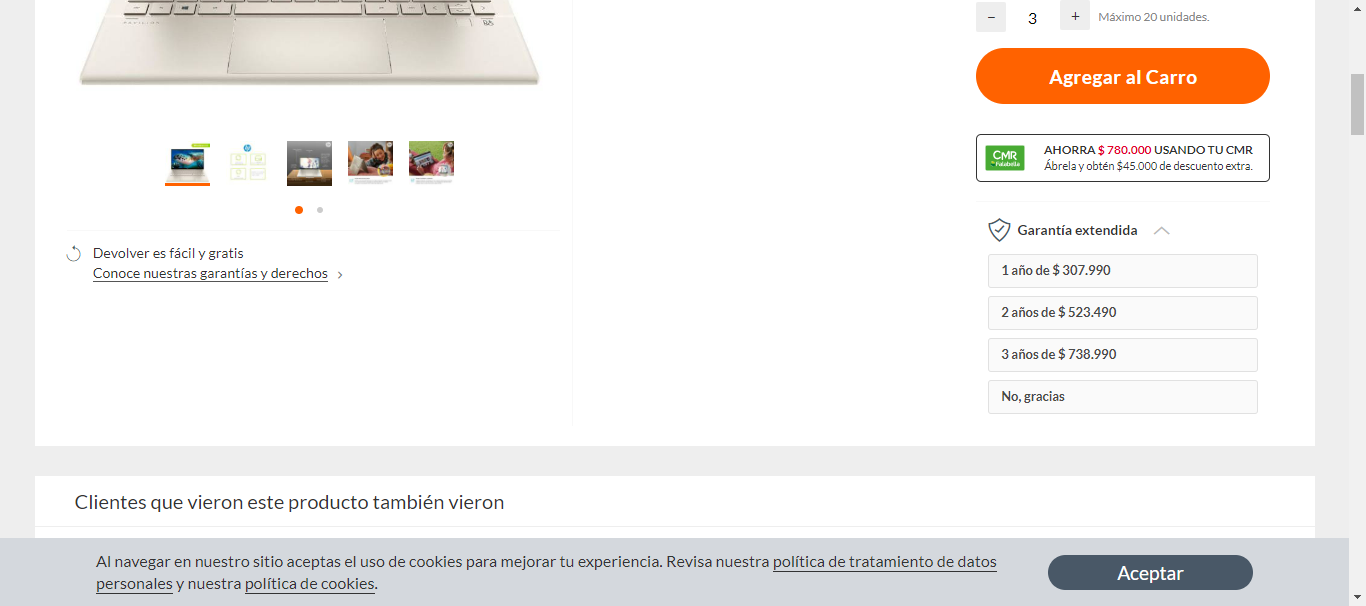 −
3
+
Máximo 20 unidades.
Agregar al Carro
CMR
Falabella
AHORRA $ 780.000 USANDO TU CMR
Ábrela y obtén $45.000 de descuento extra.
Devolver es fácil y gratis
Conoce nuestras garantías y derechos
Garantía extendida
1 año de $ 307.990
2 años de $ 523.490
3 años de $ 738.990
No, gracias
Clientes que vieron este producto también vieron
Al navegar en nuestro sitio aceptas el uso de cookies para mejorar tu experiencia. Revisa nuestra política de tratamiento de datos
personales y nuestra política de cookies.
Aceptar